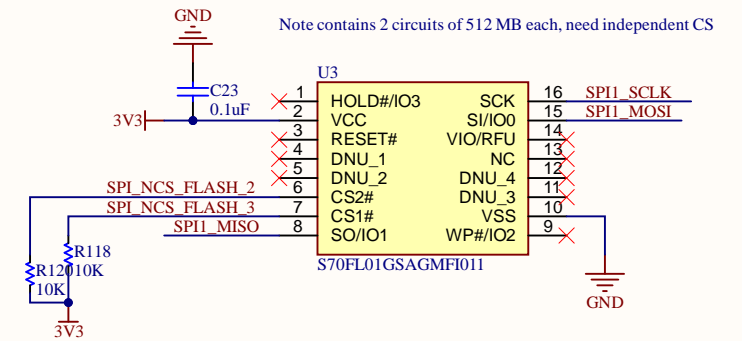 GND
Note contains 2 circuits of 512 MB each, need independent CS
U3
C23
0.1uF
3V3
1 HOLD#/IO3 SCK 16 SPI1_SCLK
2 VCC SI/IO0 15 SPI1_MOSI
3 RESET# VIO/RFU 14
4 DNU_1 NC 13
5 DNU_2 DNU_4 12
SPI_NCS_FLASH_2 6 CS2# DNU_3 11
SPI_NCS_FLASH_3 7 CS1# VSS 10
SPI1_MISO 8 SO/IO1 WP#/IO2 9
S70FL01GSAGMFI011
R118
10K
R120
10K
GND
3V3